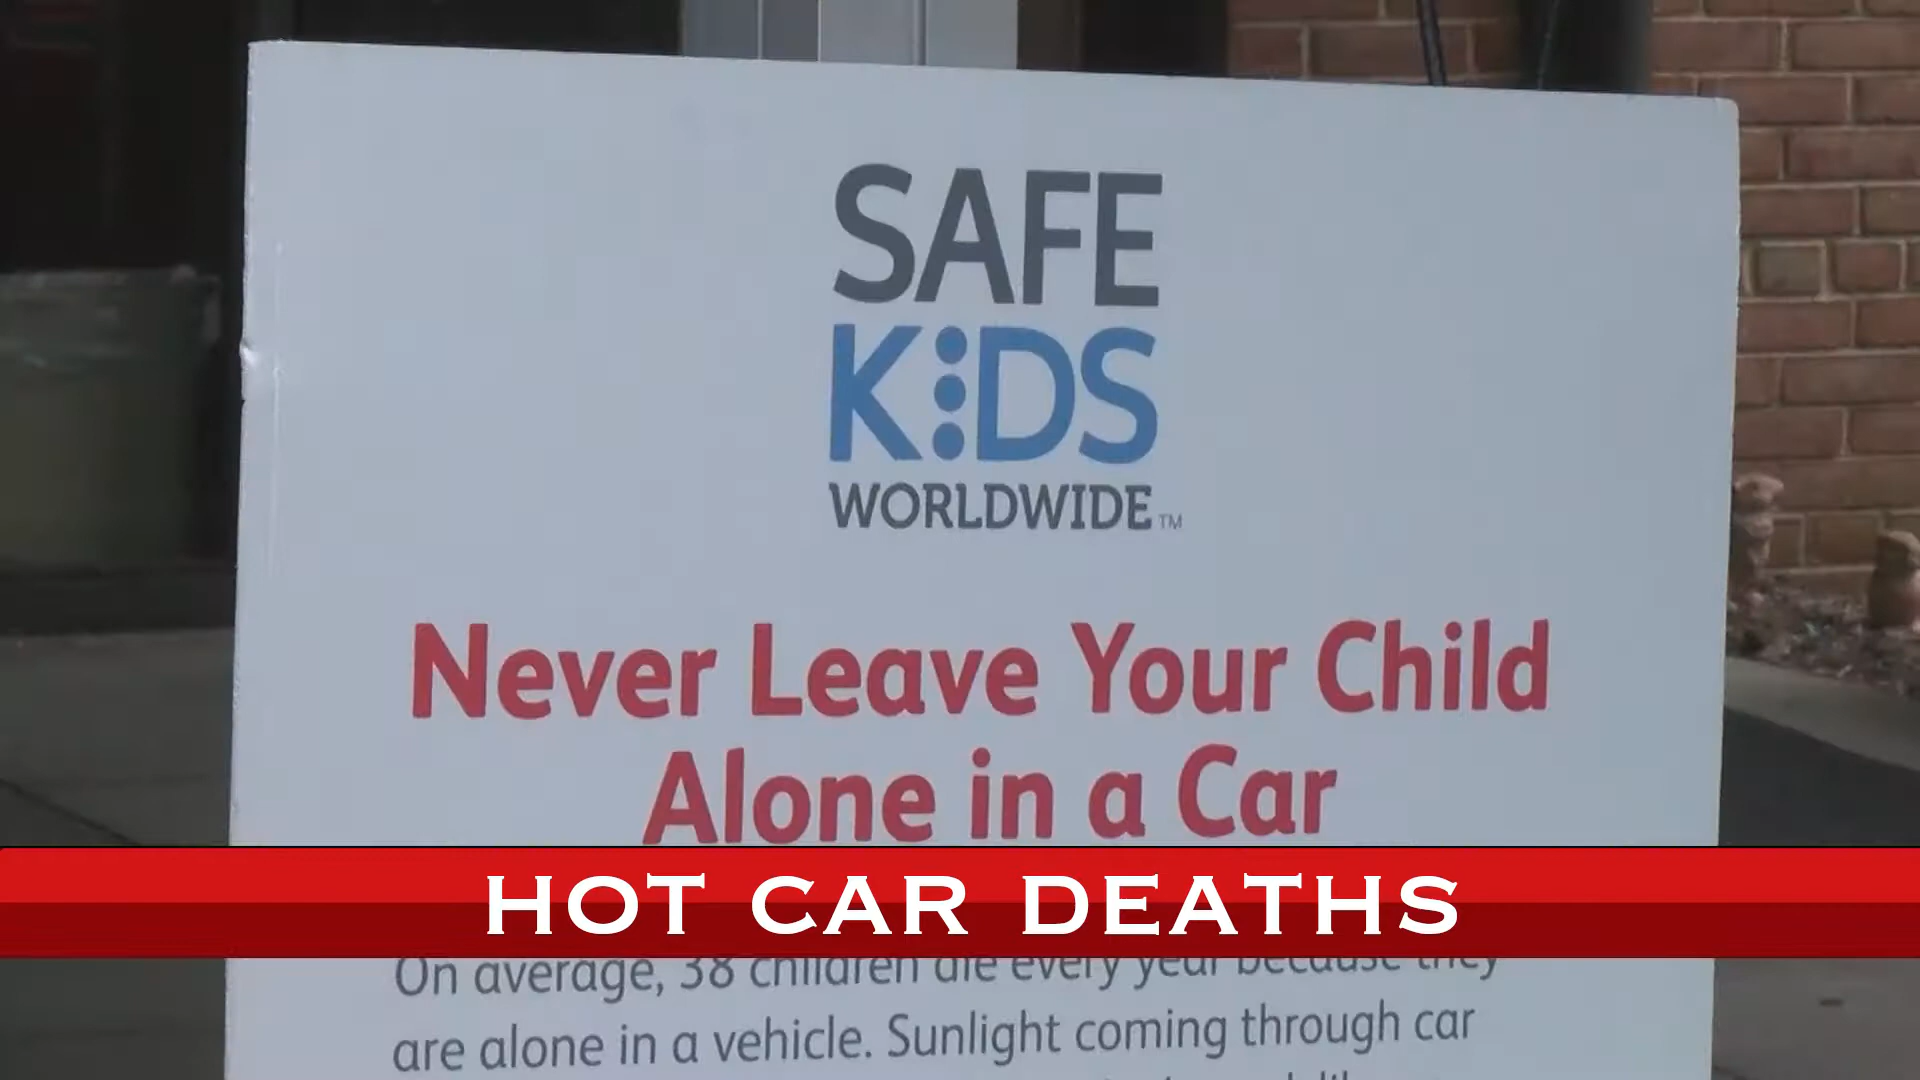 SAFE
KIDS
WORLDWIDE™
Never Leave Your Child
Alone in a Car
HOT CAR DEATHS
On average, 38 children die every year because they
are alone in a vehicle. Sunlight coming through car